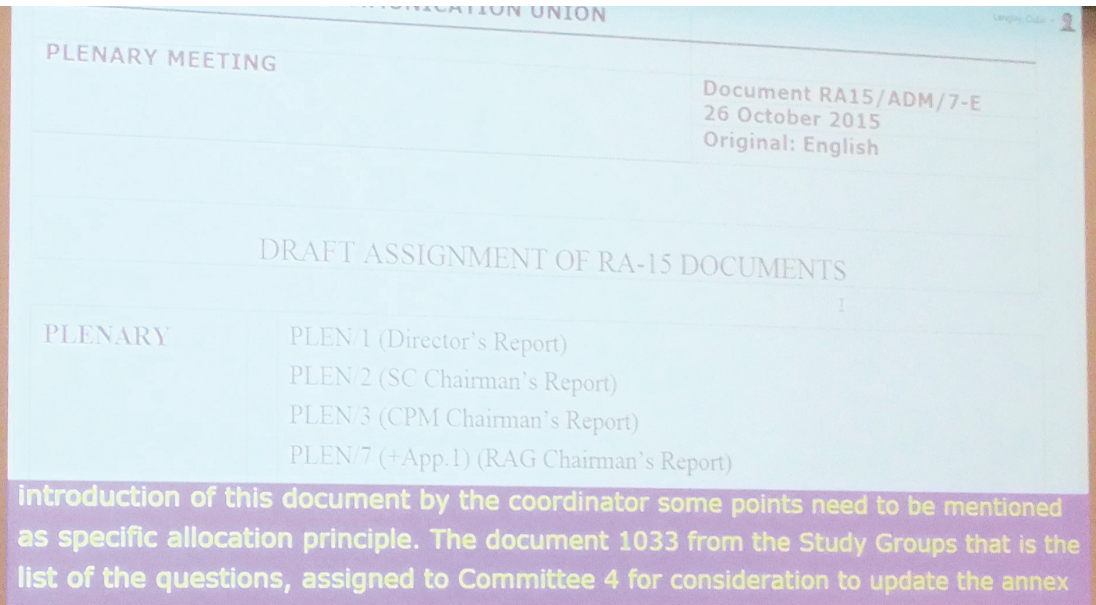 UNION
PLENARY MEETING
Document RA15/ADM/7-E
26 October 2015
Original: English
DRAFT ASSIGNMENT OF RA-15 DOCUMENTS
PLENARY
PLEN/1 (Director's Report)
PLEN/2 (SC Chairman's Report)
PLEN/3 (CPM Chairman's Report)
PLEN/7 (+App.1) (RAG Chairman's Report)
introduction of this document by the coordinator some points need to be mentioned
as specific allocation principle. The document 1033 from the Study Groups that is the
list of the questions, assigned to Committee 4 for consideration to update the annex